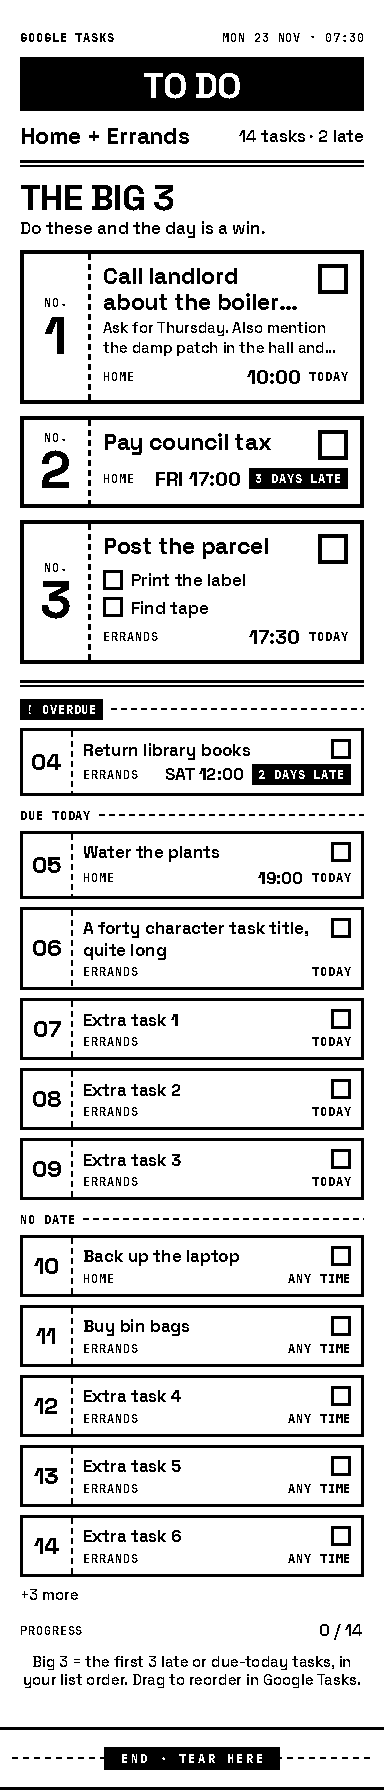 GOOGLE TASKS MON 23 NOV · 07:30
TO DO
Home + Errands 14 tasks · 2 late
THE BIG 3
Do these and the day is a win.
NO.
1
Call landlord
about the boiler...
Ask for Thursday. Also mention
the damp patch in the hall and...
HOME 10:00 TODAY
NO.
2
Pay council tax
HOME FRI 17:00 3 DAYS LATE
NO.
3
Post the parcel
Print the label
Find tape
ERRANDS 17:30 TODAY
! OVERDUE
04
Return library books
ERRANDS SAT 12:00 2 DAYS LATE
DUE TODAY
05
Water the plants
HOME 19:00 TODAY
06
A forty character task title,
quite long
ERRANDS TODAY
07
Extra task 1
ERRANDS TODAY
08
Extra task 2
ERRANDS TODAY
09
Extra task 3
ERRANDS TODAY
NO DATE
10
Back up the laptop
HOME ANY TIME
11
Buy bin bags
ERRANDS ANY TIME
12
Extra task 4
ERRANDS ANY TIME
13
Extra task 5
ERRANDS ANY TIME
14
Extra task 6
ERRANDS ANY TIME
+3 more
PROGRESS 0 / 14
Big 3 = the first 3 late or due-today tasks, in
your list order. Drag to reorder in Google Tasks.
END · TEAR HERE